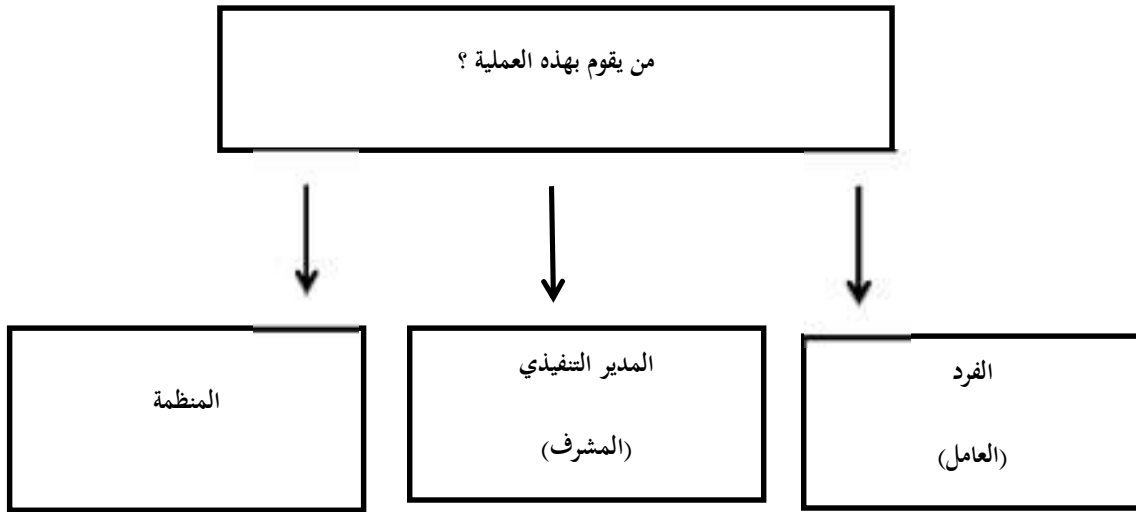 من يقوم بهذه العملية ؟
الفرد
(العامل)
المدير التنفيذي
(المشرف)
المنظمة